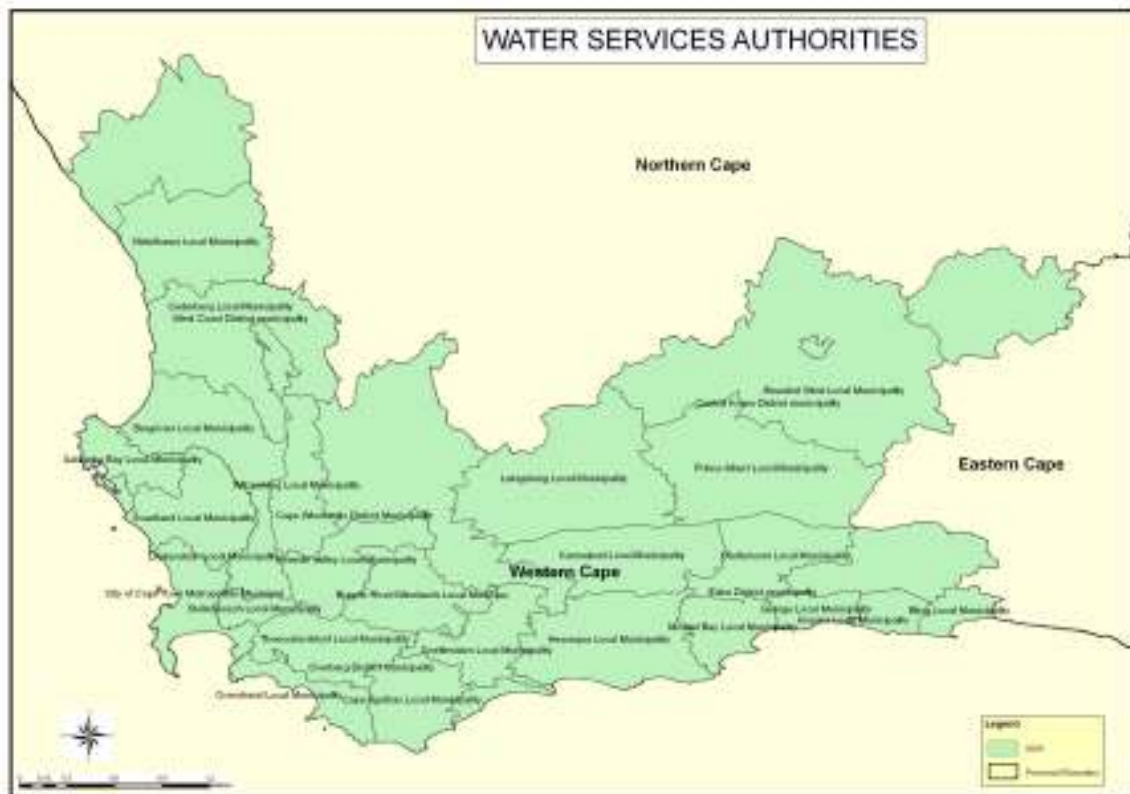 WATER SERVICES AUTHORITIES
Northern Cape
Matzikama Local Municipality
Cederberg Local Municipality
West Coast District municipality
Beaufort West Local Municipality
Central Karoo District municipality
Bergrivier Local Municipality
Saldanha Bay Local Municipality
Eastern Cape
Prince Albert Local Municipality
Laingsburg Local Municipality
Witzenberg Local Municipality
Swartland Local Municipality
Cape Winelands District Municipality
Kannaland Local Municipality
Oudtshoorn Local Municipality
Drakenstein Local Municipality
Breede Valley Local Municipality
Western Cape
Eden District municipality
City of Cape Town Metropolitan Municipality
Breede River/Winelands Local Municipality
Stellenbosch Local Municipality
George Local Municipality
Bitou Local Municipality
Knysna Local Municipality
Mossel Bay Local Municipality
Theewaterskloof Local Municipality
Hessequa Local Municipality
Swellendam Local Municipality
Overberg District Municipality
Overstrand Local Municipality
Cape Agulhas Local Municipality
Legend
WSA
Provincial Boundary